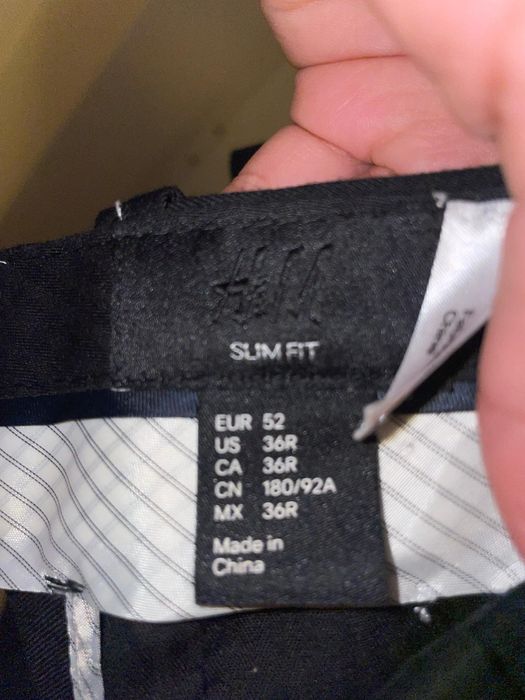 H&M
SLIM FIT
EUR 52
US 36R
CA 36R
CN 180/92A
MX 36R
Made in
China